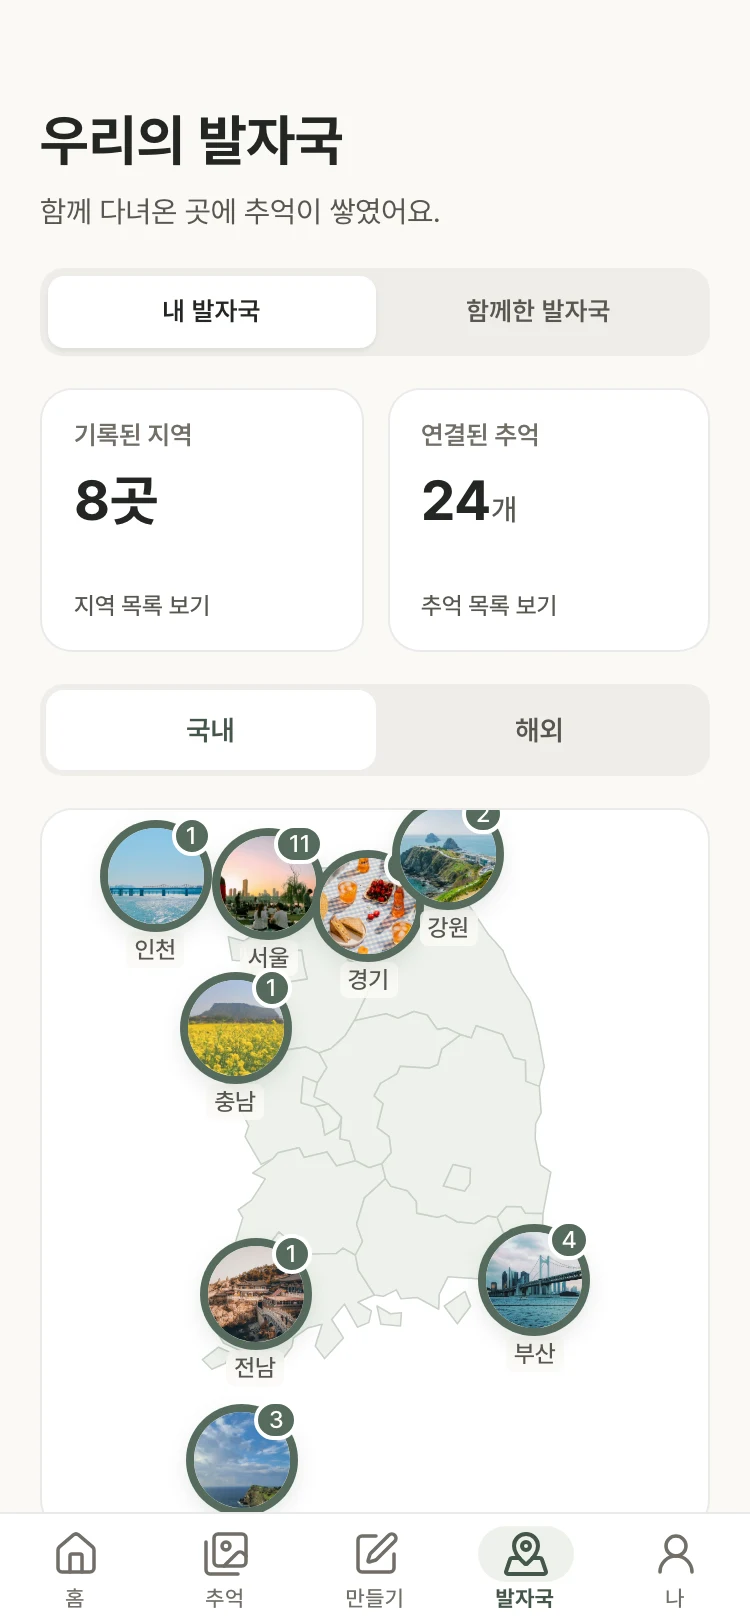 우리의 발자국
함께 다녀온 곳에 추억이 쌓였어요.
내 발자국
함께한 발자국
기록된 지역
8곳
지역 목록 보기
연결된 추억
24개
추억 목록 보기
국내
해외
1
인천
11
서울
경기
2
강원
1
충남
1
전남
4
부산
3
홈
추억
만들기
발자국
나